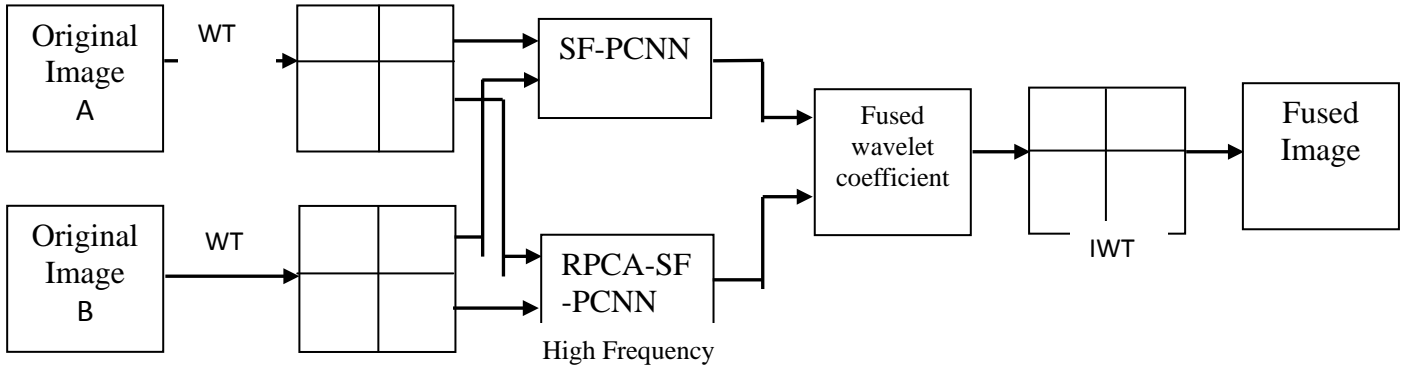 Original
Image
A
WT
SF-PCNN
Fused
wavelet
coefficient
Fused
Image
Original
Image
B
WT
RPCA-SF
-PCNN
High Frequency
IWT